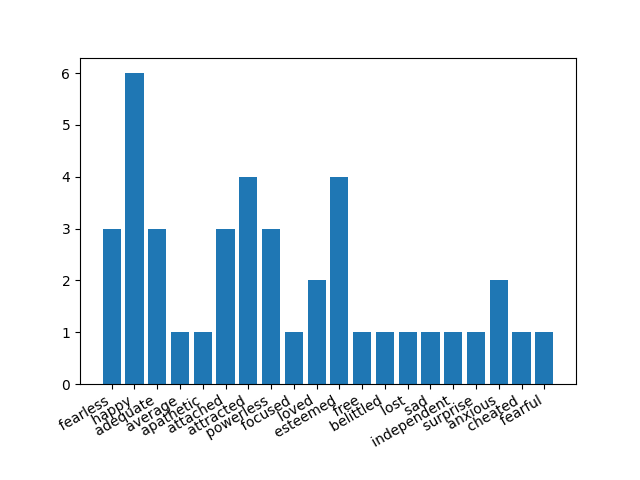 6
5
4
3
2
1
0
fearless
happy
adequate
average
apathetic
attached
attracted
powerless
focused
loved
esteemed
free
belittled
lost
sad
independent
surprise
anxious
cheated
fearful